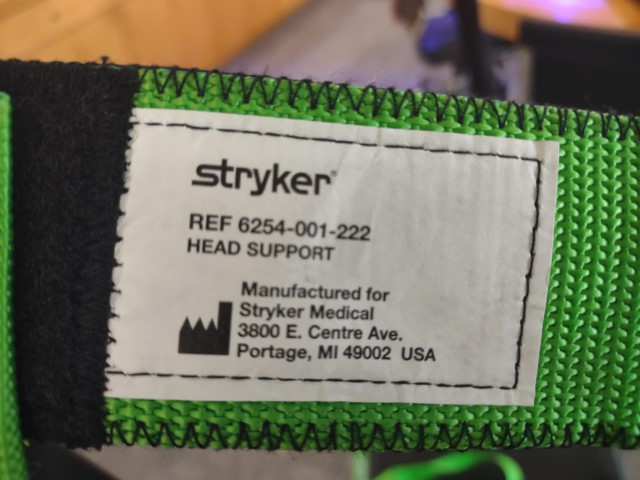 stryker®
REF 6254-001-222
HEAD SUPPORT
Manufactured for
Stryker Medical
3800 E. Centre Ave.
Portage, MI 49002 USA